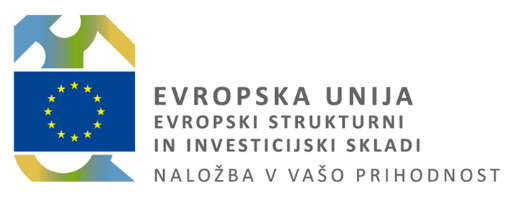 EVROPSKA UNIJA
EVROPSKI STRUKTURNI
IN INVESTICIJSKI SKLADI
NALOŽBA V VAŠO PRIHODNOST